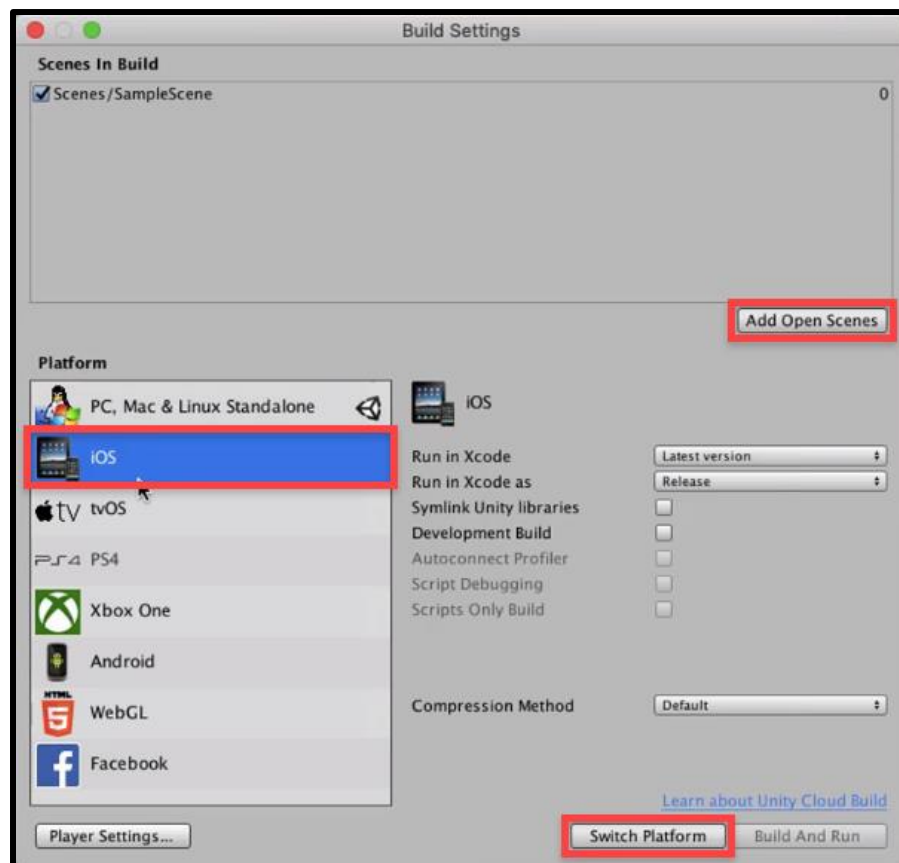 Build Settings
Scenes In Build
Scenes/SampleScene 0
Add Open Scenes
Platform
PC, Mac & Linux Standalone
iOS
tv tvOS
PS4 PS4
Xbox One
Android
HTML
5 WebGL
f Facebook
iOS
Run in Xcode Latest version
Run in Xcode as Release
Symlink Unity libraries
Development Build
Autoconnect Profiler
Script Debugging
Scripts Only Build
Compression Method Default
Learn about Unity Cloud Build
Player Settings... Switch Platform Build And Run